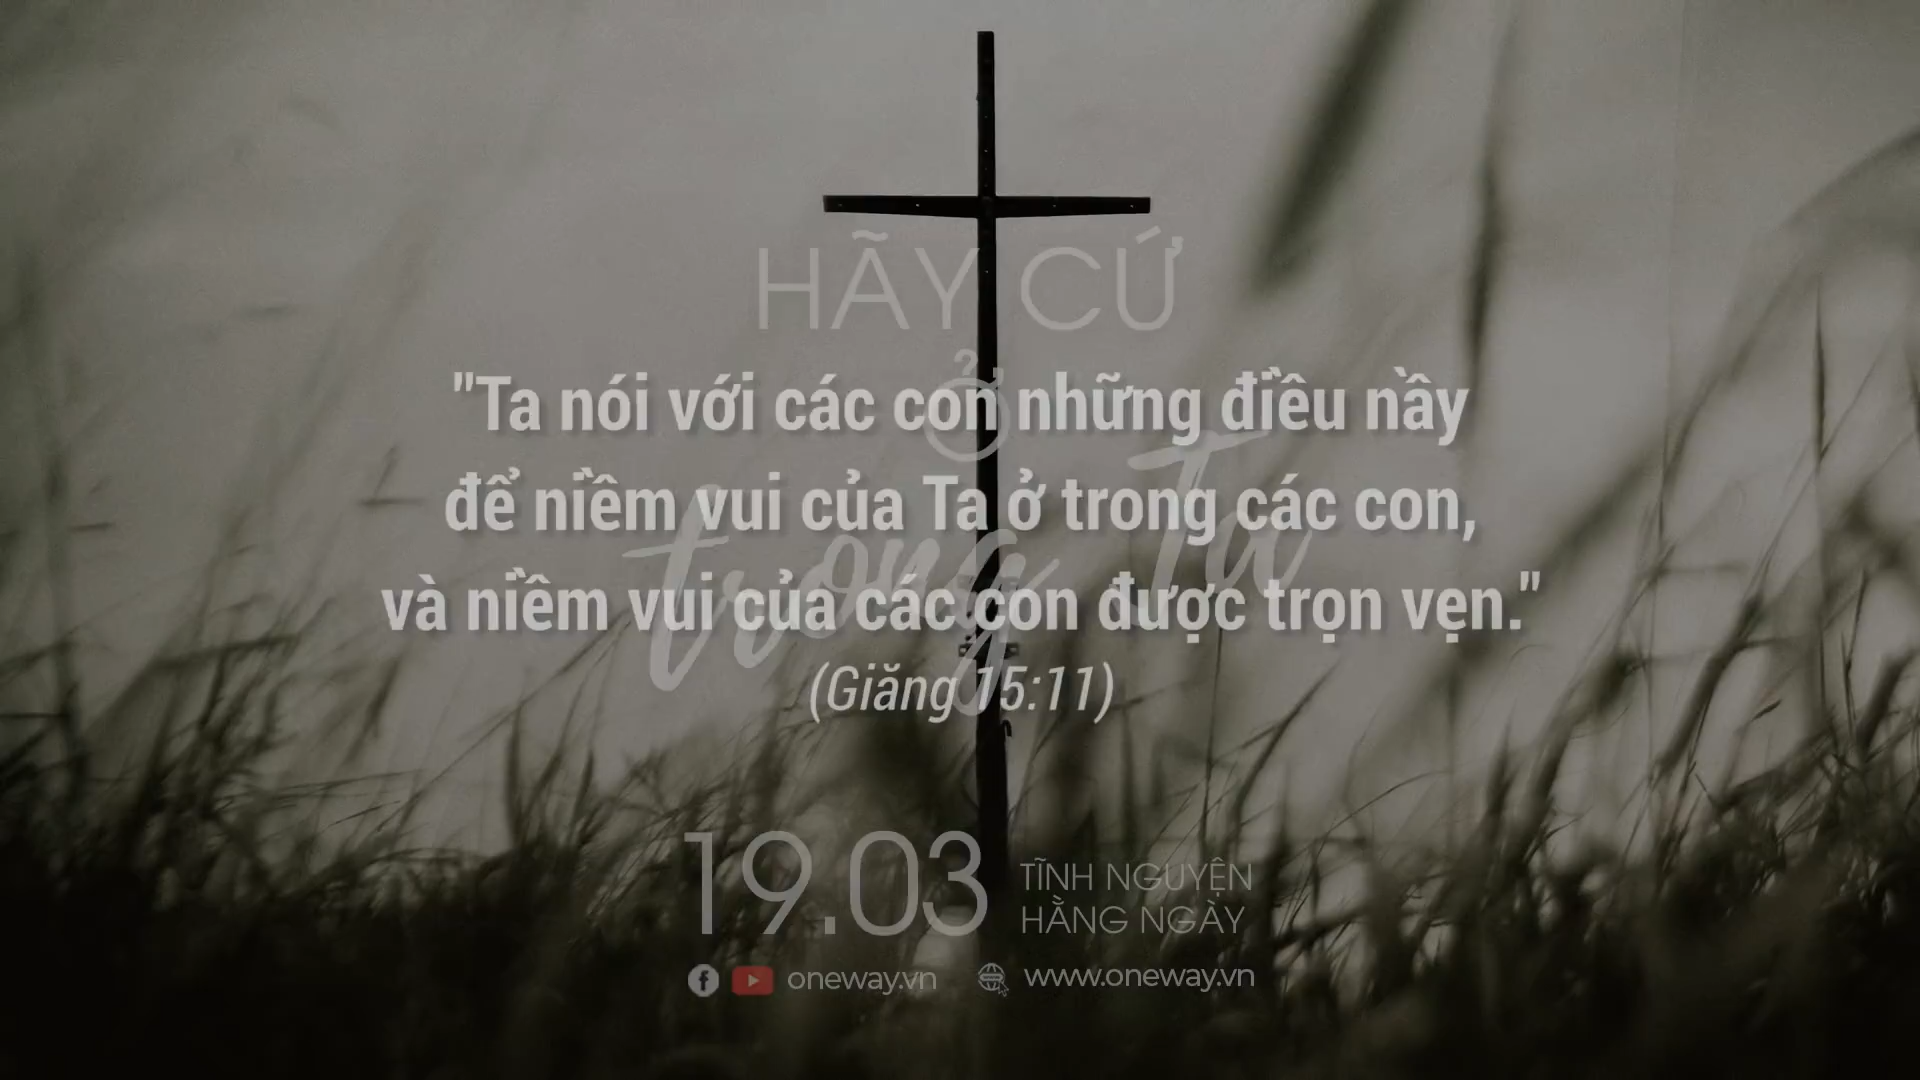 HÃY CỨ
Ở
trong Ta
"Ta nói với các con những điều nầy
để niềm vui của Ta ở trong các con,
và niềm vui của các con được trọn vẹn."
(Giăng 15:11)
19.03
TĨNH NGUYỆN
HẰNG NGÀY
oneway.vn
www.oneway.vn